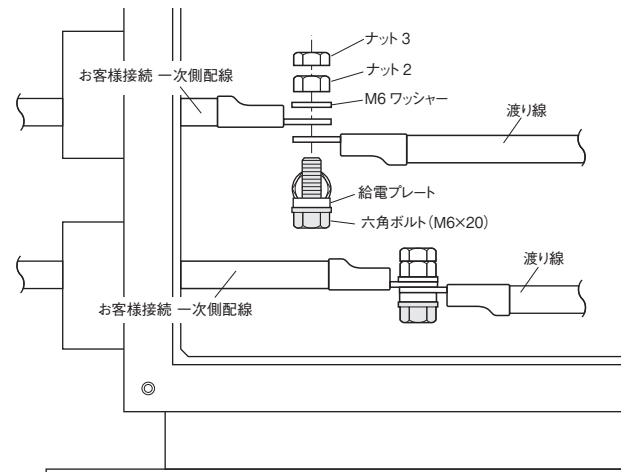 ナット 3
ナット 2
お客様接続 一次側配線
M6 ワッシャー
渡り線
給電プレート
六角ボルト(M6×20)
渡り線
お客様接続 一次側配線